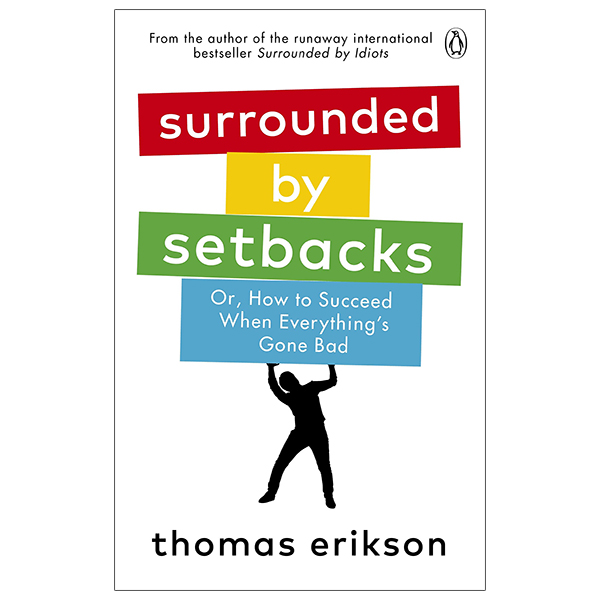 From the author of the runaway international
bestseller Surrounded by Idiots
surrounded
by
setbacks
Or, How to Succeed
When Everything's
Gone Bad
thomas erikson